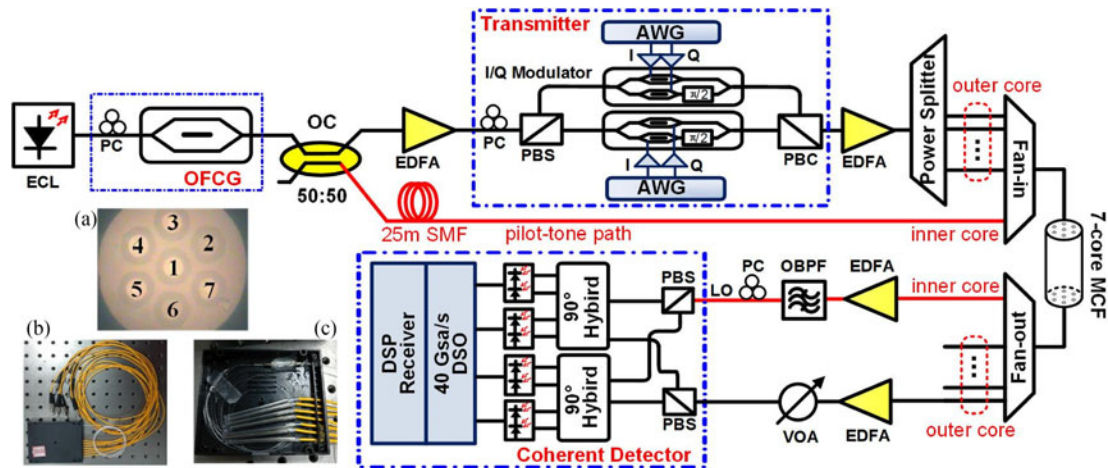 Transmitter
AWG
I
Q
I/Q Modulator
π/2
PC
OFCG
ECL
OC
50:50
EDFA
PC
PBS
π/2
I
Q
AWG
PBC
EDFA
Power Splitter
outer core
Fan-in
25m SMF
pilot-tone path
inner core
7-core MCF
(a)
3
4
2
1
5
7
6
(b)
(c)
DSP
Receiver
40 Gsa/s
DSO
90°
Hybird
90°
Hybird
PBS
PBS
Coherent Detector
LO
PC
OBPF
EDFA
inner core
Fan-out
VOA
EDFA
outer core